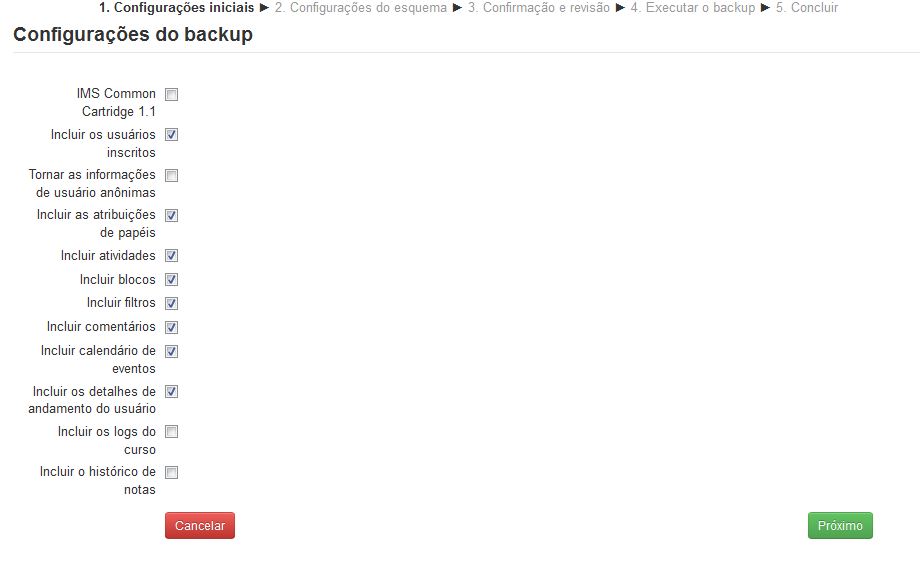 1. Configurações iniciais ► 2. Configurações do esquema ► 3. Confirmação e revisão ► 4. Executar o backup ► 5. Concluir
Configurações do backup
IMS Common
Cartridge 1.1
Incluir os usuários
inscritos
Tornar as informações
de usuário anônimas
Incluir as atribuições
de papéis
Incluir atividades
Incluir blocos
Incluir filtros
Incluir comentários
Incluir calendário de
eventos
Incluir os detalhes de
andamento do usuário
Incluir os logs do
curso
Incluir o histórico de
notas
Cancelar Próximo